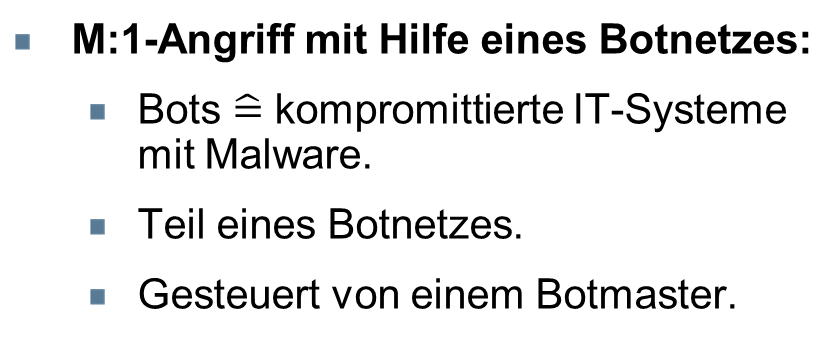 ▪ M:1-Angriff mit Hilfe eines Botnetzes:
▪ Bots ≙ kompromittierte IT-Systeme
mit Malware.
▪ Teil eines Botnetzes.
▪ Gesteuert von einem Botmaster.